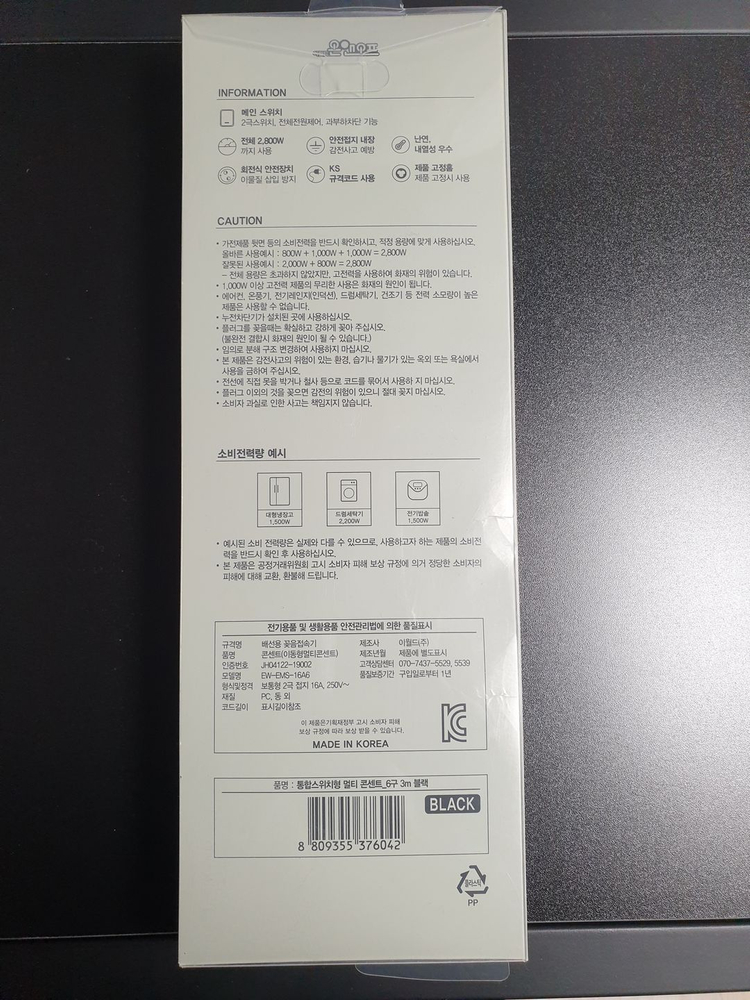 INFORMATION
메인 스위치
2극스위치, 전체전원제어, 과부하차단 기능
전체 2,800W
까지 사용
안전접지 내장
감전사고 예방
난연,
내열성 우수
회전식 안전장치
이물질 삽입 방지
KS
규격코드 사용
제품 고정홀
제품 고정시 사용
CAUTION
• 가전제품 뒷면 등의 소비전력을 반드시 확인하시고, 적정 용량에 맞게 사용하십시오.
올바른 사용예시 : 800W + 1,000W + 1,000W = 2,800W
잘못된 사용예시 : 2,000W + 800W = 2,800W
– 전체 용량은 초과하지 않았지만, 고전력을 사용하여 화재의 위험이 있습니다.
• 1,000W 이상 고전력 제품의 무리한 사용은 화재의 원인이 됩니다.
• 에어컨, 온풍기, 전기레인지(인덕션), 드럼세탁기, 건조기 등 전력 소모량이 높은
제품은 사용할 수 없습니다.
• 누전차단기가 설치된 곳에 사용하십시오.
• 플러그를 꽂을때는 확실하고 강하게 꽂아 주십시오.
(불완전 결합시 화재의 원인이 될 수 있습니다.)
• 임의로 분해 구조 변경하여 사용하지 마십시오.
• 본 제품은 감전사고의 위험이 있는 환경, 습기나 물기가 있는 옥외 또는 욕실에서
사용을 금하여 주십시오.
• 전선에 직접 못을 박거나 철사 등으로 코드를 묶어서 사용하 지 마십시오.
• 플러그 이외의 것을 꽂으면 감전의 위험이 있으니 절대 꽂지 마십시오.
• 소비자 과실로 인한 사고는 책임지지 않습니다.
소비전력량 예시
대형냉장고
1,500W
드럼세탁기
2,200W
전기밥솥
1,500W
• 예시된 소비 전력량은 실제와 다를 수 있으므로, 사용하고자 하는 제품의 소비전
력을 반드시 확인 후 사용하십시오.
• 본 제품은 공정거래위원회 고시 소비자 피해 보상 규정에 의거 정당한 소비자의
피해에 대해 교환, 환불해 드립니다.
전기용품 및 생활용품 안전관리법에 의한 품질표시
규격명 배선용 꽂음접속기 제조사 이월드(주)
품명 콘센트(이동형멀티콘센트) 제조년월 제품에 별도표시
인증번호 JH04122-19002 고객상담센터 070-7437-5529, 5539
모델명 EW-EMS-16A6 품질보증기간 구입일로부터 1년
형식및정격 보통형 2극 접지 16A, 250V~
재질 PC, 동 외
코드길이 표시길이참조
이 제품은기획재정부 고시 소비자 피해
보상 규정에 따라 보상 받을 수 있습니다.
MADE IN KOREA
품명 : 통합스위치형 멀티 콘센트_6구 3m 블랙
BLACK
8 809355 376042
플라스틱
PP